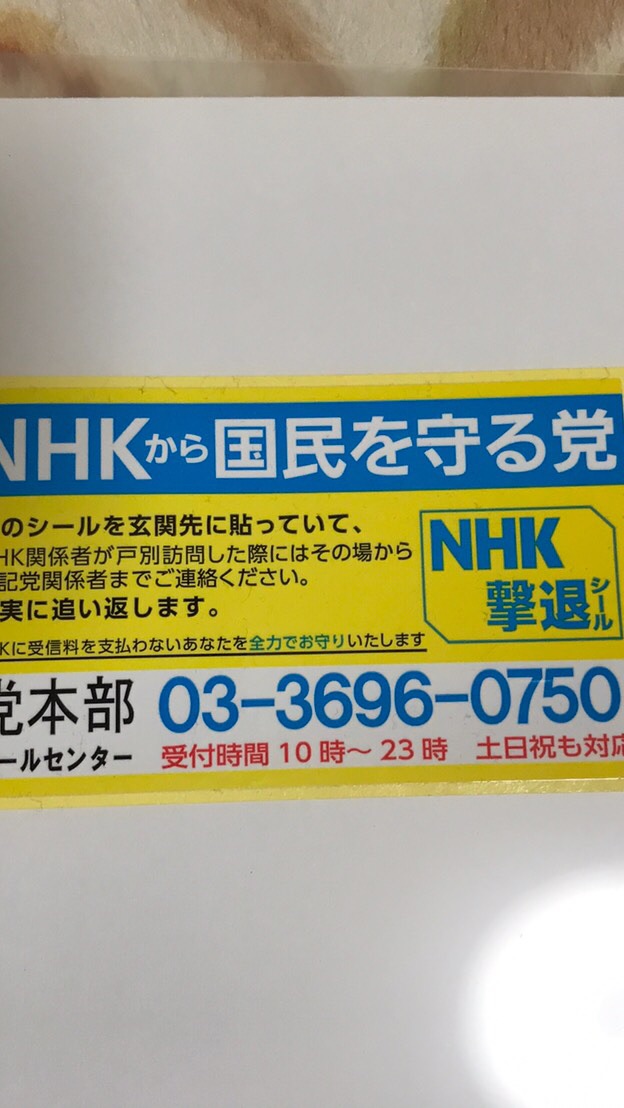 NHKから国民を守る党
のシールを玄関先に貼っていて、
HK関係者が戸別訪問した際にはその場から
記党関係者までご連絡ください。
実に追い返します。
Kに受信料を支払わないあなたを全力でお守りいたします
NHK
撃退シール
党本部 03-3696-0750
ールセンター 受付時間 10時～23時 土日祝も対応